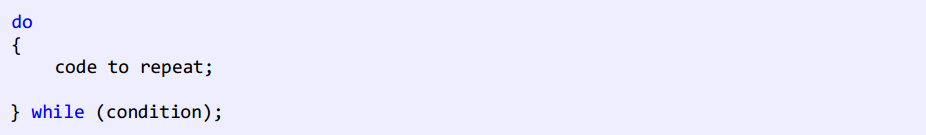 do
{
code to repeat;
} while (condition);